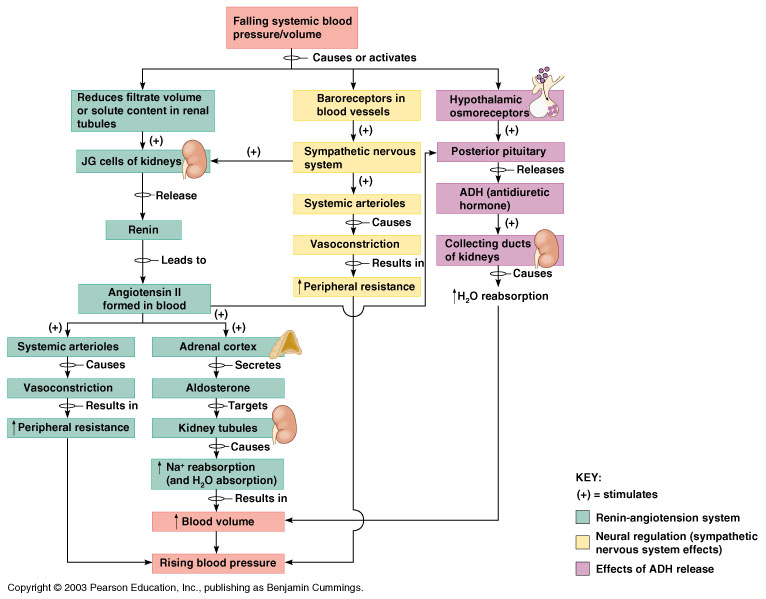 Falling systemic blood
pressure/volume
Causes or activates
Reduces filtrate volume
or solute content in renal
tubules
Baroreceptors in
blood vessels
Hypothalamic
osmoreceptors
(+)
(+)
(+)
JG cells of kidneys
(+)
Sympathetic nervous
system
Posterior pituitary
Release
(+)
Releases
Systemic arterioles
ADH (antidiuretic
hormone)
Renin
Causes
(+)
Leads to
Vasoconstriction
Collecting ducts
of kidneys
Results in
Causes
Angiotensin II
formed in blood
↑Peripheral resistance
↑H₂O reabsorption
(+)
(+)
(+)
Systemic arterioles
Adrenal cortex
Causes
Secretes
Vasoconstriction
Aldosterone
Results in
Targets
↑Peripheral resistance
Kidney tubules
Causes
↑ Na⁺ reabsorption
(and H₂O absorption)
Results in
↑ Blood volume
Rising blood pressure
KEY:
(+) = stimulates
Renin-angiotension system
Neural regulation (sympathetic
nervous system effects)
Effects of ADH release
Copyright © 2003 Pearson Education, Inc., publishing as Benjamin Cummings.